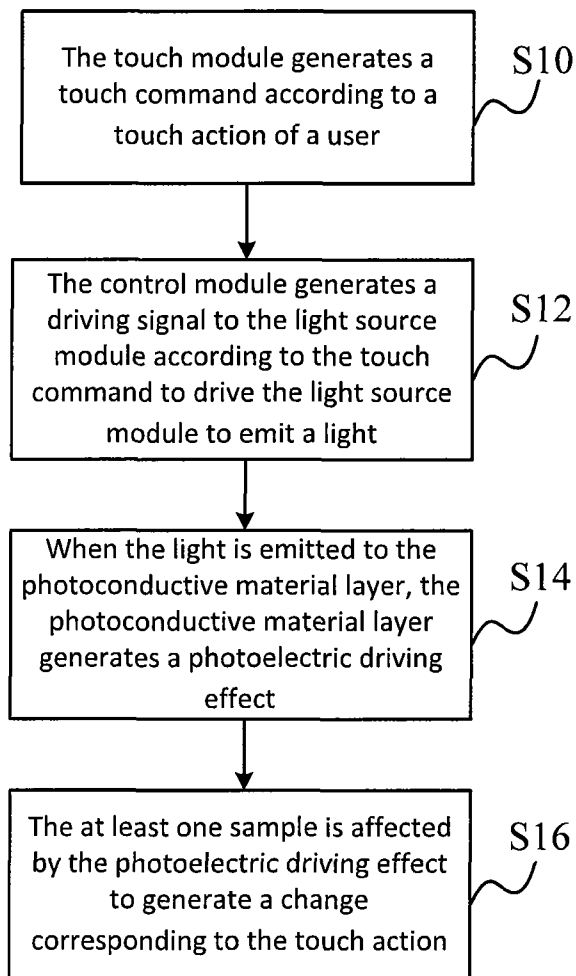 The touch module generates a
touch command according to a
touch action of a user
S10
The control module generates a
driving signal to the light source
module according to the touch
command to drive the light source
module to emit a light
S12
When the light is emitted to the
photoconductive material layer, the
photoconductive material layer
generates a photoelectric driving
effect
S14
The at least one sample is affected
by the photoelectric driving effect
to generate a change
corresponding to the touch action
S16